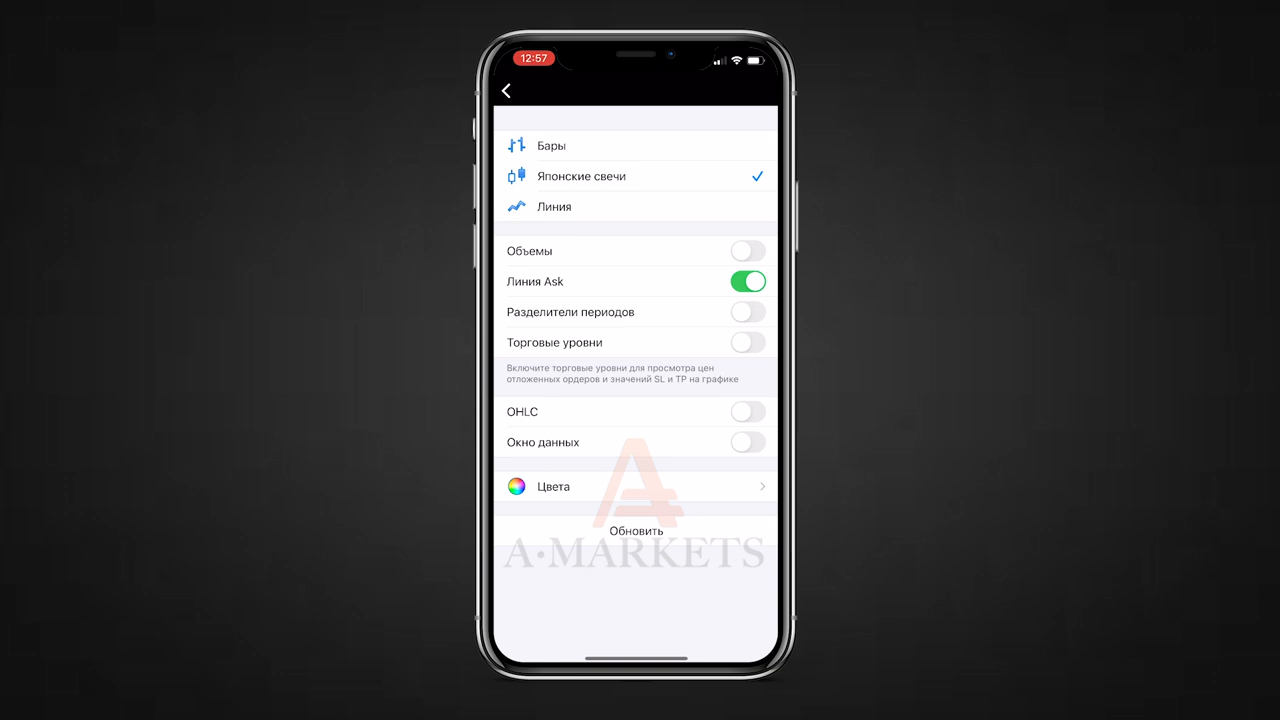 12:57
Бары
Японские свечи
Линия
Объемы
Линия Ask
Разделители периодов
Торговые уровни
Включите торговые уровни для просмотра цен
отложенных ордеров и значений SL и TP на графике
OHLC
Окно данных
Цвета
Обновить
A·MARKETS